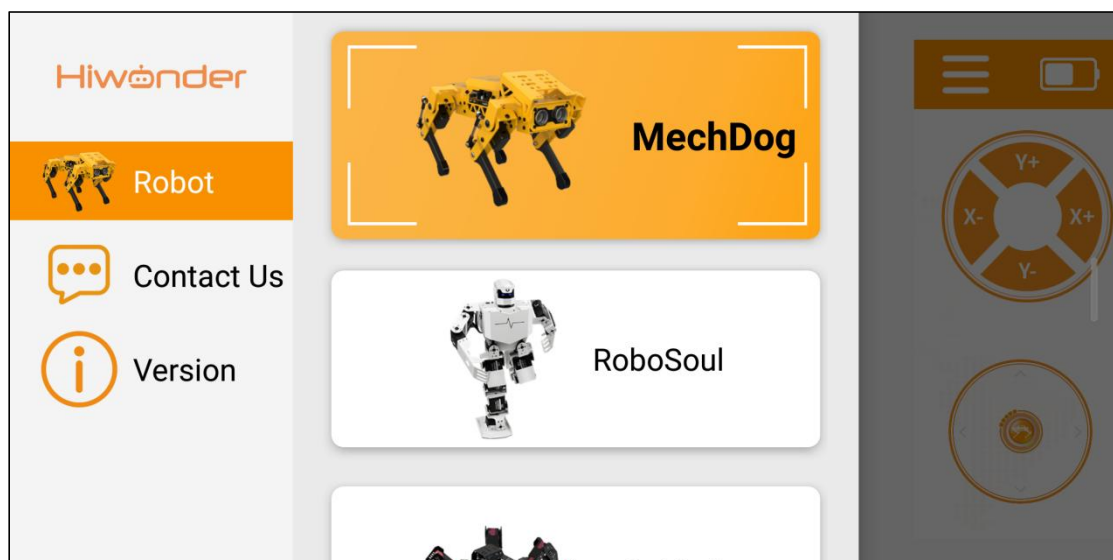 Hiwonder
Robot
Contact Us
Version
MechDog
RoboSoul
Y+
X-
X+
Y-